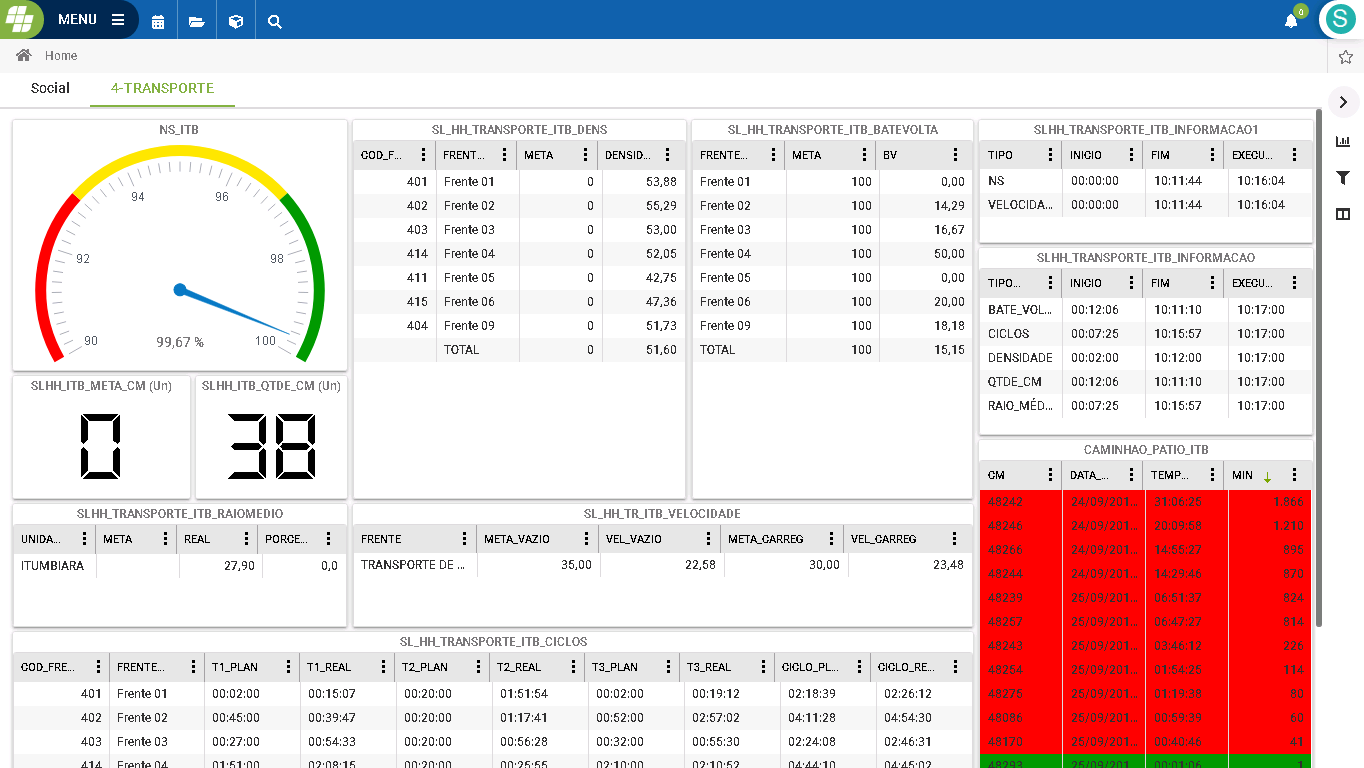 MENU
0
S
Home
Social
4-TRANSPORTE
NS_ITB
94 96
92 98
90 100
99,67 %
SL_HH_TRANSPORTE_ITB_DENS
COD_F... FRENT... META DENSID...
401 Frente 01 0 53,88
402 Frente 02 0 55,29
403 Frente 03 0 53,00
414 Frente 04 0 52,05
411 Frente 05 0 42,75
415 Frente 06 0 47,36
404 Frente 09 0 51,73
TOTAL 0 51,60
SL_HH_TRANSPORTE_ITB_BATEVOLTA
FRENTE... META BV
Frente 01 100 0,00
Frente 02 100 14,29
Frente 03 100 16,67
Frente 04 100 50,00
Frente 05 100 0,00
Frente 06 100 20,00
Frente 09 100 18,18
TOTAL 100 15,15
SLHH_TRANSPORTE_ITB_INFORMACAO1
TIPO INICIO FIM EXECU...
NS 00:00:00 10:11:44 10:16:04
VELOCIDA... 00:00:00 10:11:44 10:16:04
SLHH_TRANSPORTE_ITB_INFORMACAO
TIPO... INICIO FIM EXECU...
BATE_VOL... 00:12:06 10:11:10 10:17:00
CICLOS 00:07:25 10:15:57 10:17:00
DENSIDADE 00:02:00 10:12:00 10:17:00
QTDE_CM 00:12:06 10:11:10 10:17:00
RAIO_MÉD... 00:07:25 10:15:57 10:17:00
SLHH_ITB_META_CM (Un)
0
SLHH_ITB_QTDE_CM (Un)
38
CAMINHAO_PATIO_ITB
CM DATA_... TEMP... MIN
48242 24/09/201... 31:06:25 1.866
48246 24/09/201... 20:09:58 1.210
48266 24/09/201... 14:55:27 895
48244 24/09/201... 14:29:46 870
48239 25/09/201... 06:51:37 824
48257 25/09/201... 06:47:27 814
48243 25/09/201... 03:46:12 226
48254 25/09/201... 01:54:25 114
48275 25/09/201... 01:19:38 80
48086 25/09/201... 00:59:39 60
48170 25/09/201... 00:40:46 41
48293 25/09/201... 00:01:06 1
SLHH_TRANSPORTE_ITB_RAIOMEDIO
UNIDA... META REAL PORCE...
ITUMBIARA 27,90 0,0
SL_HH_TR_ITB_VELOCIDADE
FRENTE META_VAZIO VEL_VAZIO META_CARREG VEL_CARREG
TRANSPORTE DE ... 35,00 22,58 30,00 23,48
SL_HH_TRANSPORTE_ITB_CICLOS
COD_FRE... FRENTE... T1_PLAN T1_REAL T2_PLAN T2_REAL T3_PLAN T3_REAL CICLO_PL... CICLO_RE...
401 Frente 01 00:02:00 00:15:07 00:20:00 01:51:54 00:02:00 00:19:12 02:18:39 02:26:12
402 Frente 02 00:45:00 00:39:47 00:20:00 01:17:41 00:52:00 02:57:02 04:11:28 04:54:30
403 Frente 03 00:27:00 00:54:33 00:20:00 00:56:28 00:32:00 00:55:30 02:24:08 02:46:31
414 Frente 04 01:51:00 02:08:15 00:20:00 00:25:55 02:10:00 02:10:52 04:44:10 04:45:02